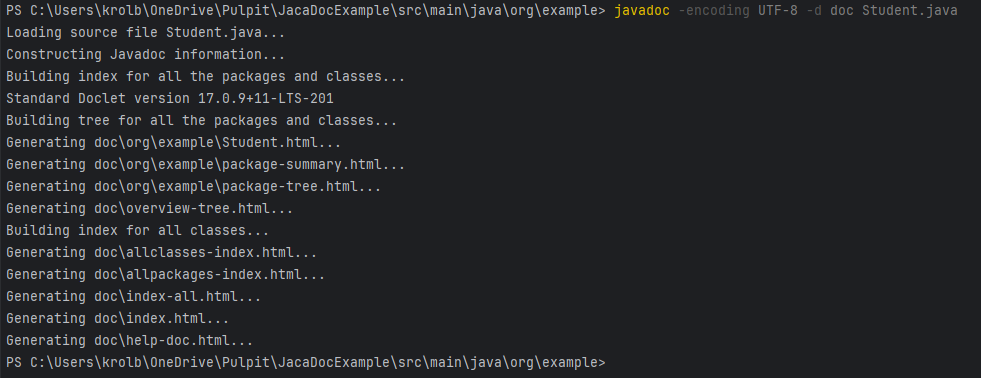 PS C:\Users\krolb\OneDrive\Pulpit\JacaDocExample\src\main\java\org\example> javadoc -encoding UTF-8 -d doc Student.java
Loading source file Student.java...
Constructing Javadoc information...
Building index for all the packages and classes...
Standard Doclet version 17.0.9+11-LTS-201
Building tree for all the packages and classes...
Generating doc\org\example\Student.html...
Generating doc\org\example\package-summary.html...
Generating doc\org\example\package-tree.html...
Generating doc\overview-tree.html...
Building index for all classes...
Generating doc\allclasses-index.html...
Generating doc\allpackages-index.html...
Generating doc\index-all.html...
Generating doc\index.html...
Generating doc\help-doc.html...
PS C:\Users\krolb\OneDrive\Pulpit\JacaDocExample\src\main\java\org\example>